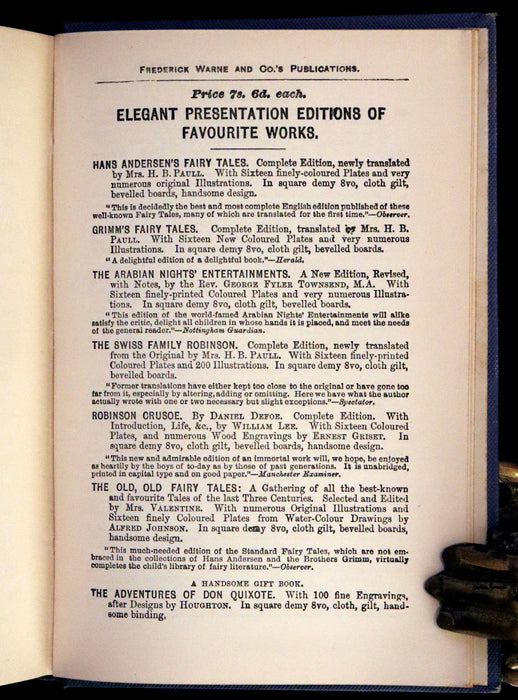 Frederick Warne and Co.'s Publications.
Price 7s. 6d. each.
ELEGANT PRESENTATION EDITIONS OF
FAVOURITE WORKS.
HANS ANDERSEN'S FAIRY TALES. Complete Edition, newly translated
by Mrs. H. B. Paull. With Sixteen finely-coloured Plates and very
numerous original Illustrations. In square demy 8vo, cloth gilt,
bevelled boards, handsome design.
"This is decidedly the best and most complete English edition published of these
well-known Fairy Tales, many of which are translated for the first time."—Observer.
GRIMM'S FAIRY TALES. Complete Edition, translated by Mrs. H. B.
Paull. With Sixteen New Coloured Plates and very numerous
Illustrations. In square demy 8vo, cloth gilt, bevelled boards.
"A delightful edition of a delightful book."—Herald.
THE ARABIAN NIGHTS' ENTERTAINMENTS. A New Edition, Revised,
with Notes, by the Rev. George Fyler Townsend, M.A. With
Sixteen finely-printed Coloured Plates and very numerous Illustra-
tions. In square demy 8vo, cloth gilt, bevelled boards.
"This edition of the world-famed Arabian Nights' Entertainments will alike
satisfy the critic, delight all children in whose hands it is placed, and meet the needs
of the general reader."—Nottingham Guardian.
THE SWISS FAMILY ROBINSON. Complete Edition, newly translated
from the Original by Mrs. H. B. Paull. With Sixteen finely-printed
Coloured Plates and 200 Illustrations. In square demy 8vo, cloth gilt,
bevelled boards.
"Former translations have either kept too close to the original or have gone too
far from it, especially by altering, adding or omitting. Here we have what the author
actually wrote with one or two necessary but slight exceptions."—Spectator.
ROBINSON CRUSOE. By Daniel Defoe. Complete Edition. With
Introduction, Life, &c., by William Lee. With Sixteen Coloured
Plates, and numerous Wood Engravings by Ernest Griset. In
square demy 8vo, cloth gilt, bevelled boards, handsome design.
"This new and admirable edition of an immortal work will, we hope, be enjoyed
as heartily by the boys of to-day as by those of past generations. It is unabridged,
printed in capital type and on good paper."—Manchester Examiner.
THE OLD, OLD FAIRY TALES: A Gathering of all the best-known
and favourite Tales of the last Three Centuries. Selected and Edited
by Mrs. Valentine. With numerous Original Illustrations and
Sixteen finely Coloured Plates from Water-Colour Drawings by
Alfred Johnson. In square demy 8vo, cloth gilt, bevelled boards,
handsome design.
"This much-needed edition of the Standard Fairy Tales, which are not em-
braced in the collections of Hans Andersen and the Brothers Grimm, virtually
completes the child's library of fairy literature."—Observer.
A HANDSOME GIFT BOOK.
THE ADVENTURES OF DON QUIXOTE. With 100 fine Engravings,
after Designs by Houghton. In square demy 8vo, cloth, gilt, hand-
some binding.